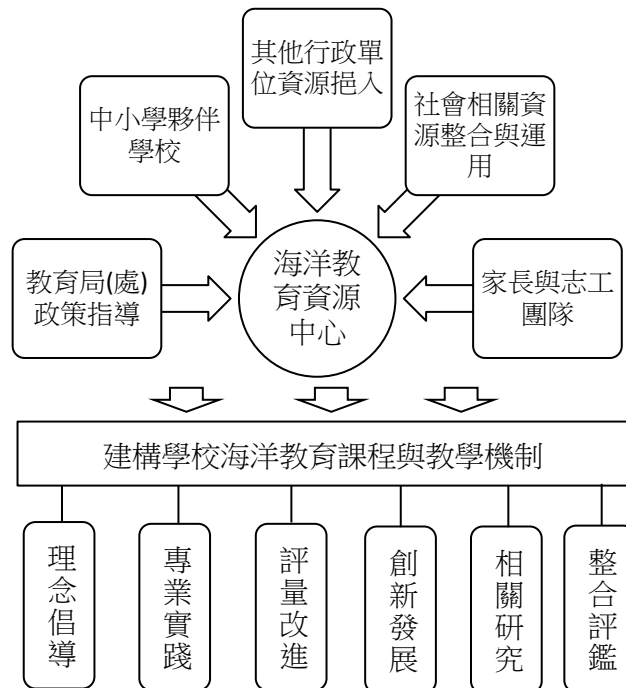 其他行政單
位資源挹入
中小學夥伴
學校
社會相關資
源整合與運
用
教育局(處)
政策指導
海洋教
育資源
中心
家長與志工
團隊
建構學校海洋教育課程與教學機制
理念倡導
專業實踐
評量改進
創新發展
相關研究
整合評鑑